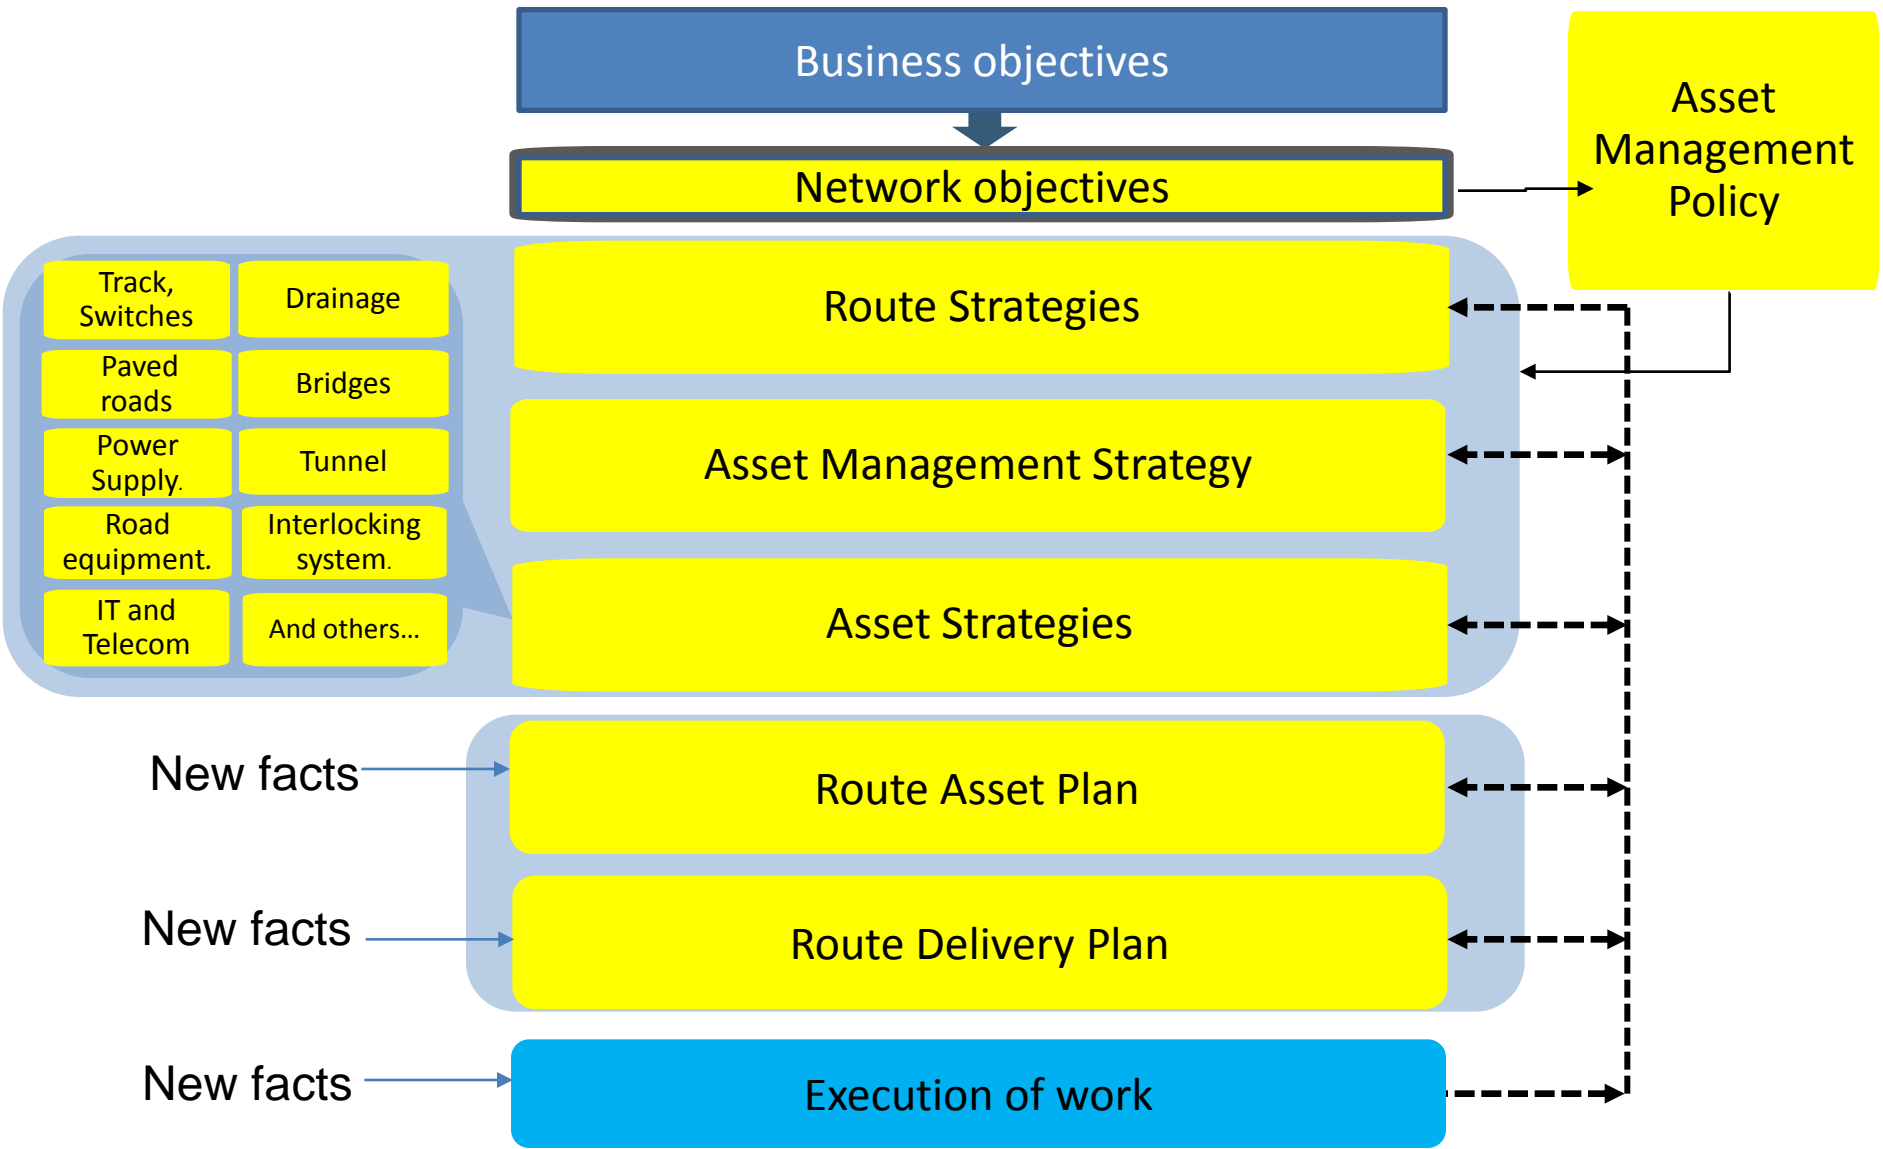 Business objectives
Network objectives
Asset
Management
Policy
Track,
Switches
Drainage
Paved
roads
Bridges
Power
Supply.
Tunnel
Road
equipment.
Interlocking
system.
IT and
Telecom
And others...
Route Strategies
Asset Management Strategy
Asset Strategies
New facts
Route Asset Plan
New facts
Route Delivery Plan
New facts
Execution of work